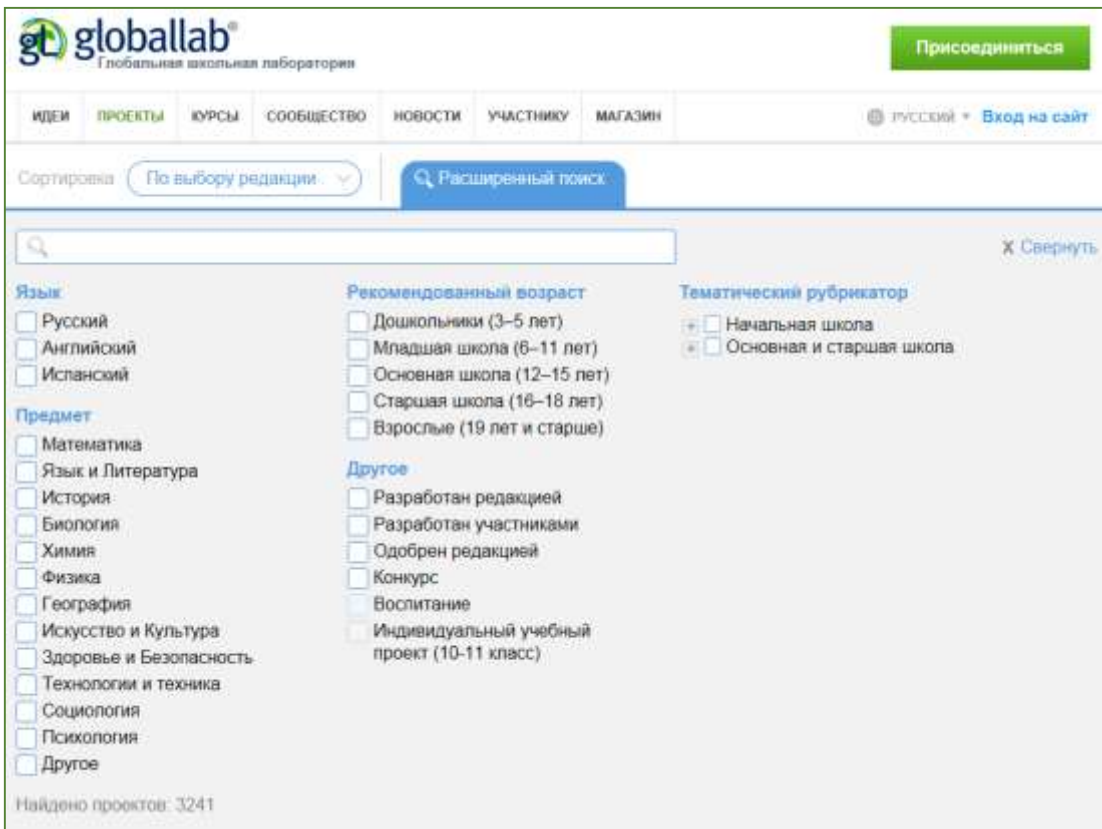 gl globallab®
Глобальная школьная лаборатория
Присоединиться
ИДЕИ ПРОЕКТЫ КУРСЫ СООБЩЕСТВО НОВОСТИ УЧАСТНИКУ МАГАЗИН РУССКИЙ Вход на сайт
Сортировка По выбору редакции Расширенный поиск
X Свернуть
Язык
Русский
Английский
Испанский
Предмет
Математика
Язык и Литература
История
Биология
Химия
Физика
География
Искусство и Культура
Здоровье и Безопасность
Технологии и техника
Социология
Психология
Другое
Рекомендованный возраст
Дошкольники (3–5 лет)
Младшая школа (6–11 лет)
Основная школа (12–15 лет)
Старшая школа (16–18 лет)
Взрослые (19 лет и старше)
Другое
Разработан редакцией
Разработан участниками
Одобрен редакцией
Конкурс
Воспитание
Индивидуальный учебный
проект (10-11 класс)
Тематический рубрикатор
Начальная школа
Основная и старшая школа
Найдено проектов: 3241